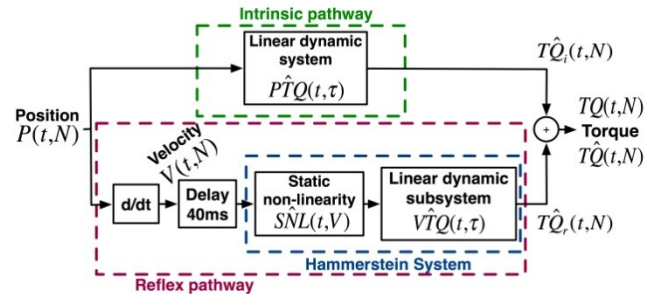 Intrinsic pathway
Linear dynamic
system
PT̂Q(t,τ)
TQ̂ᵢ(t,N)
Position
P(t,N)
Velocity
V(t,N)
TQ(t,N)
+
Torque
TQ̂(t,N)
d/dt
Delay
40ms
Static
non-linearity
SN̂L(t,V)
Linear dynamic
subsystem
VT̂Q(t,τ)
TQ̂ᵣ(t,N)
Hammerstein System
Reflex pathway